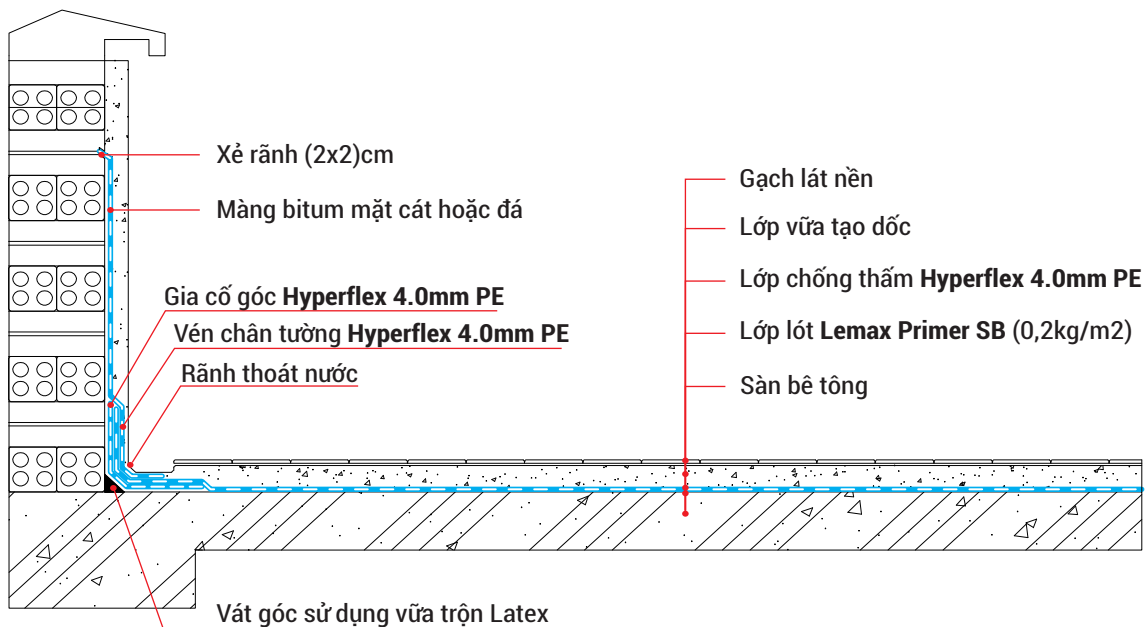 Xẻ rãnh (2x2)cm
Màng bitum mặt cát hoặc đá
Gia cố góc Hyperflex 4.0mm PE
Vén chân tường Hyperflex 4.0mm PE
Rãnh thoát nước
Gạch lát nền
Lớp vữa tạo dốc
Lớp chống thấm Hyperflex 4.0mm PE
Lớp lót Lemax Primer SB (0,2kg/m2)
Sàn bê tông
Vát góc sử dụng vữa trộn Latex